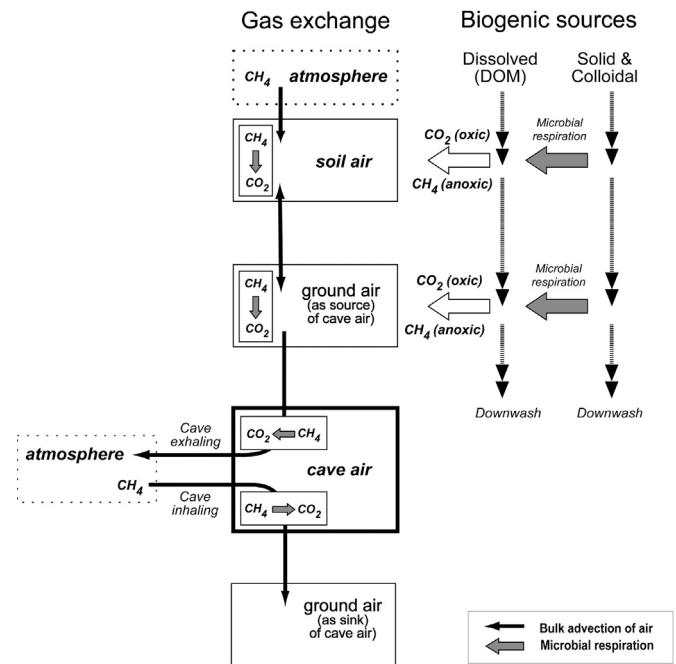 Gas exchange
Biogenic sources
Dissolved
(DOM)
Solid &
Colloidal
CH4 atmosphere
CH4
CO2
soil air
CO2 (oxic)
CH4 (anoxic)
Microbial
respiration
CH4
CO2
ground air
(as source)
of cave air)
CO2 (oxic)
CH4 (anoxic)
Microbial
respiration
Downwash
Downwash
CO2 CH4
cave air
Cave
exhaling
atmosphere
CH4
Cave
inhaling
CH4 CO2
ground air
(as sink)
of cave air)
Bulk advection of air
Microbial respiration